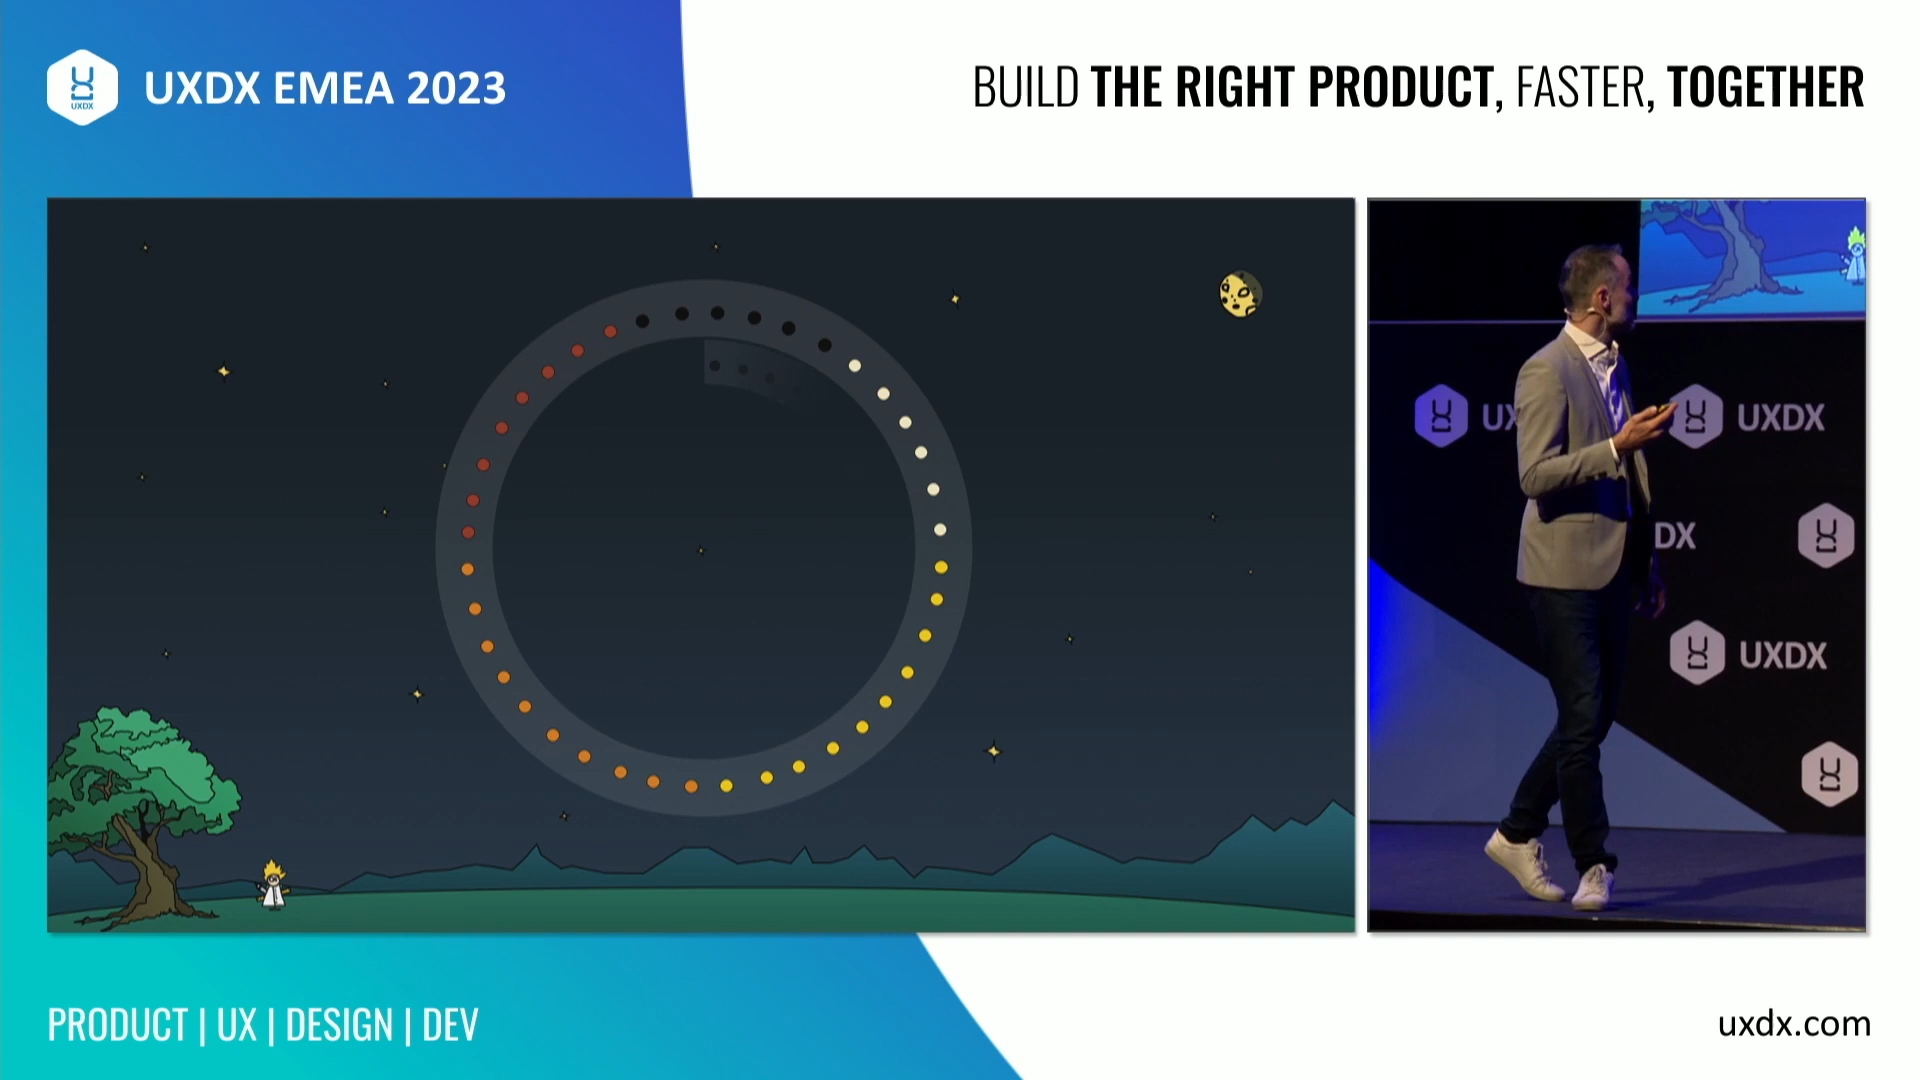 UXDX
UXDX EMEA 2023
BUILD THE RIGHT PRODUCT, FASTER, TOGETHER
UX
UXDX
DX
UXDX
PRODUCT | UX | DESIGN | DEV
uxdx.com